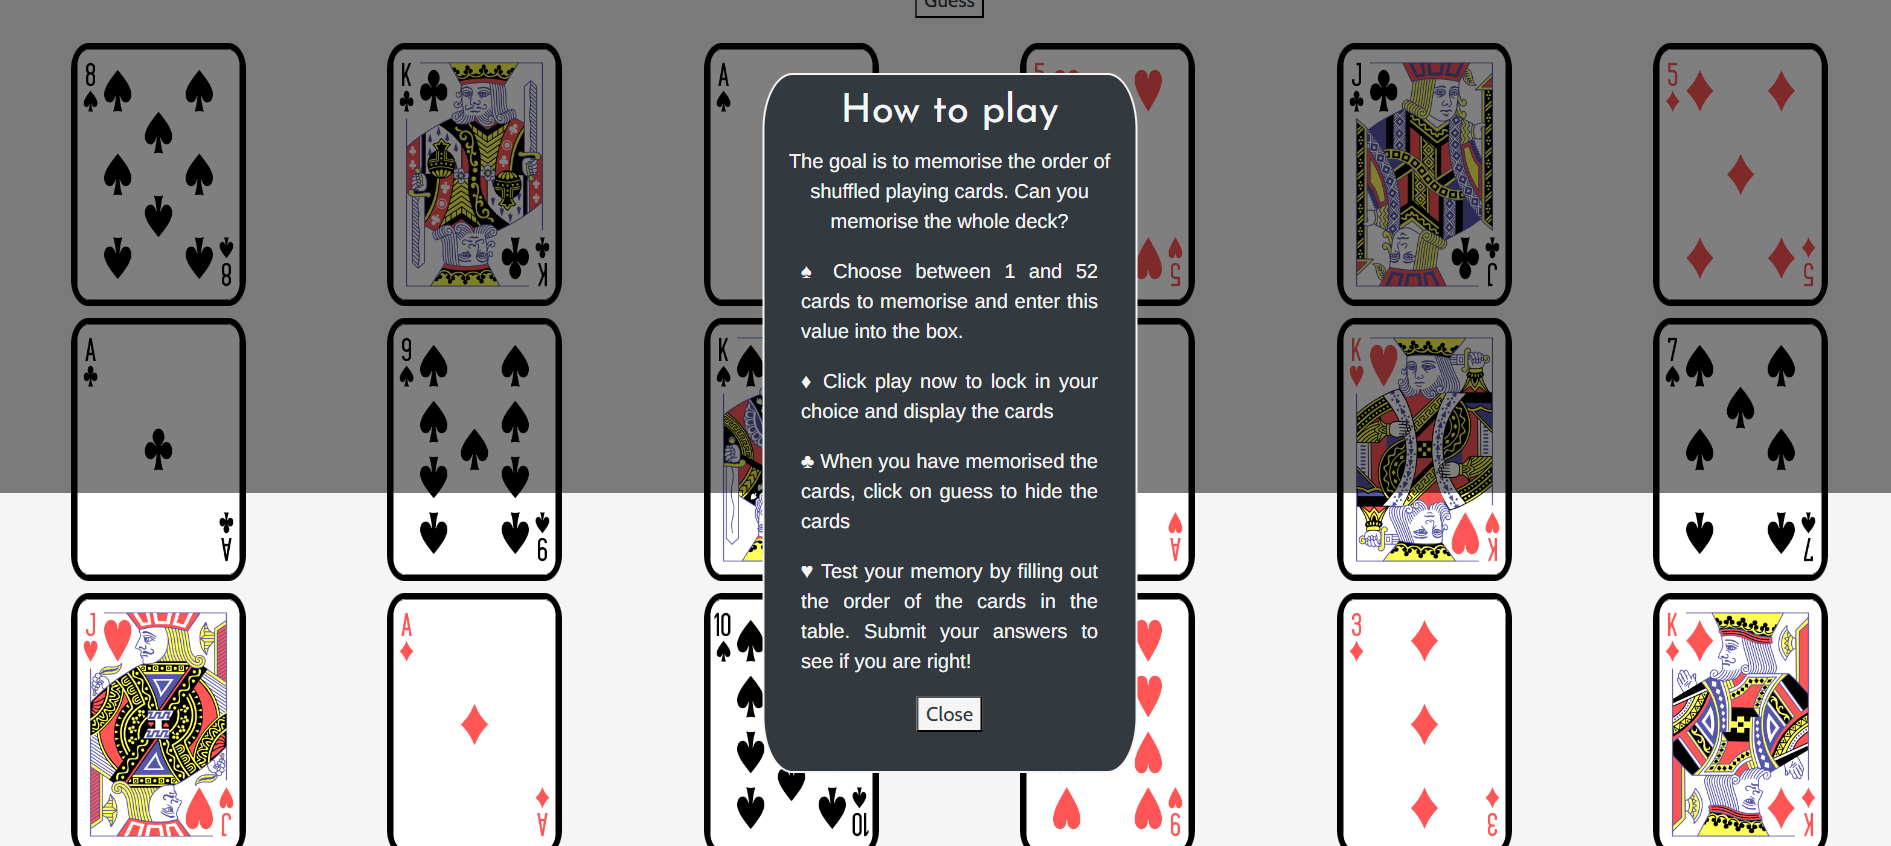 Guess
8 K A 5 J 5
8 K 5 J 5
How to play
The goal is to memorise the order of
shuffled playing cards. Can you
memorise the whole deck?
♠ Choose between 1 and 52
cards to memorise and enter this
value into the box.
♦ Click play now to lock in your
choice and display the cards
♣ When you have memorised the
cards, click on guess to hide the
cards
♥ Test your memory by filling out
the order of the cards in the
table. Submit your answers to
see if you are right!
Close
A 9 K K 7
A 9 A K 7
J A 10 3 K
J A 10 9 3 K